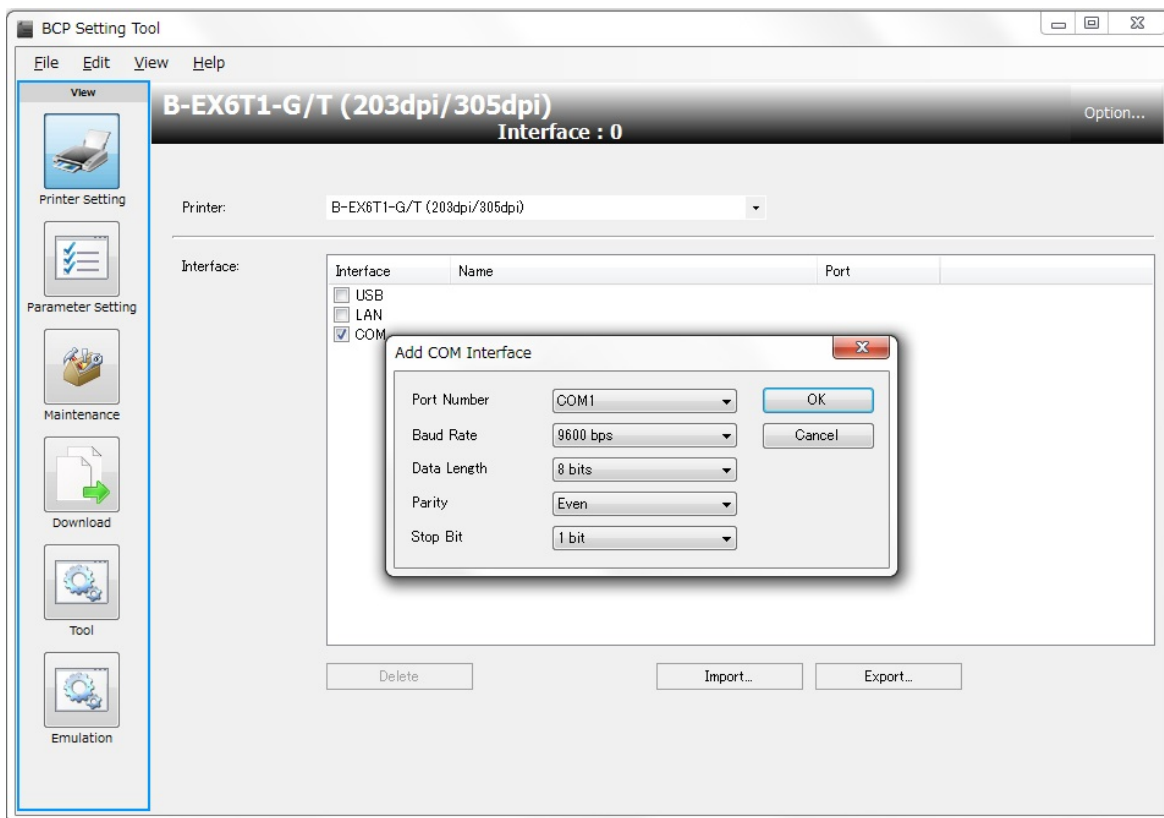 BCP Setting Tool
File Edit View Help
View
B-EX6T1-G/T (203dpi/305dpi)
Interface : 0
Option...
Printer Setting
Parameter Setting
Maintenance
Download
Tool
Emulation
Printer: B-EX6T1-G/T (203dpi/305dpi)
Interface:
Interface Name Port
USB
LAN
COM
Add COM Interface
Port Number COM1 OK
Baud Rate 9600 bps Cancel
Data Length 8 bits
Parity Even
Stop Bit 1 bit
Delete Import... Export...